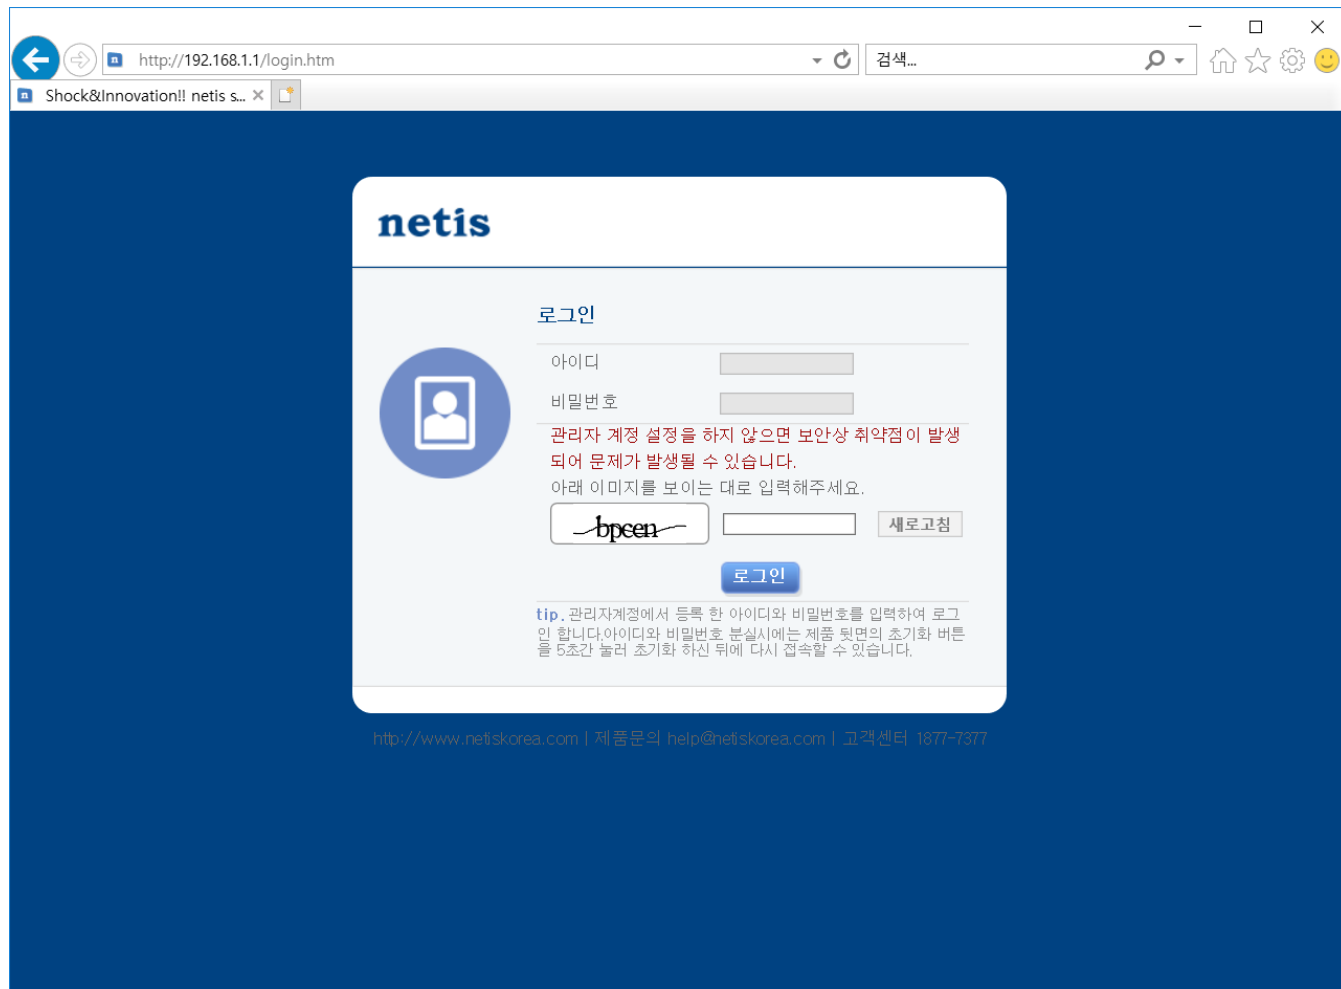 http://192.168.1.1/login.htm
검색...
Shock&Innovation!! netis s...
netis
로그인
아이디
비밀번호
관리자 계정 설정을 하지 않으면 보안상 취약점이 발생
되어 문제가 발생될 수 있습니다.
아래 이미지를 보이는 대로 입력해주세요.
bpcen
새로고침
로그인
tip. 관리자계정에서 등록 한 아이디와 비밀번호를 입력하여 로그
인 합니다.아이디와 비밀번호 분실시에는 제품 뒷면의 초기화 버튼
을 5초간 눌러 초기화 하신 뒤에 다시 접속할 수 있습니다.
http://www.netiskorea.com | 제품문의 help@netiskorea.com | 고객센터 1877-7377